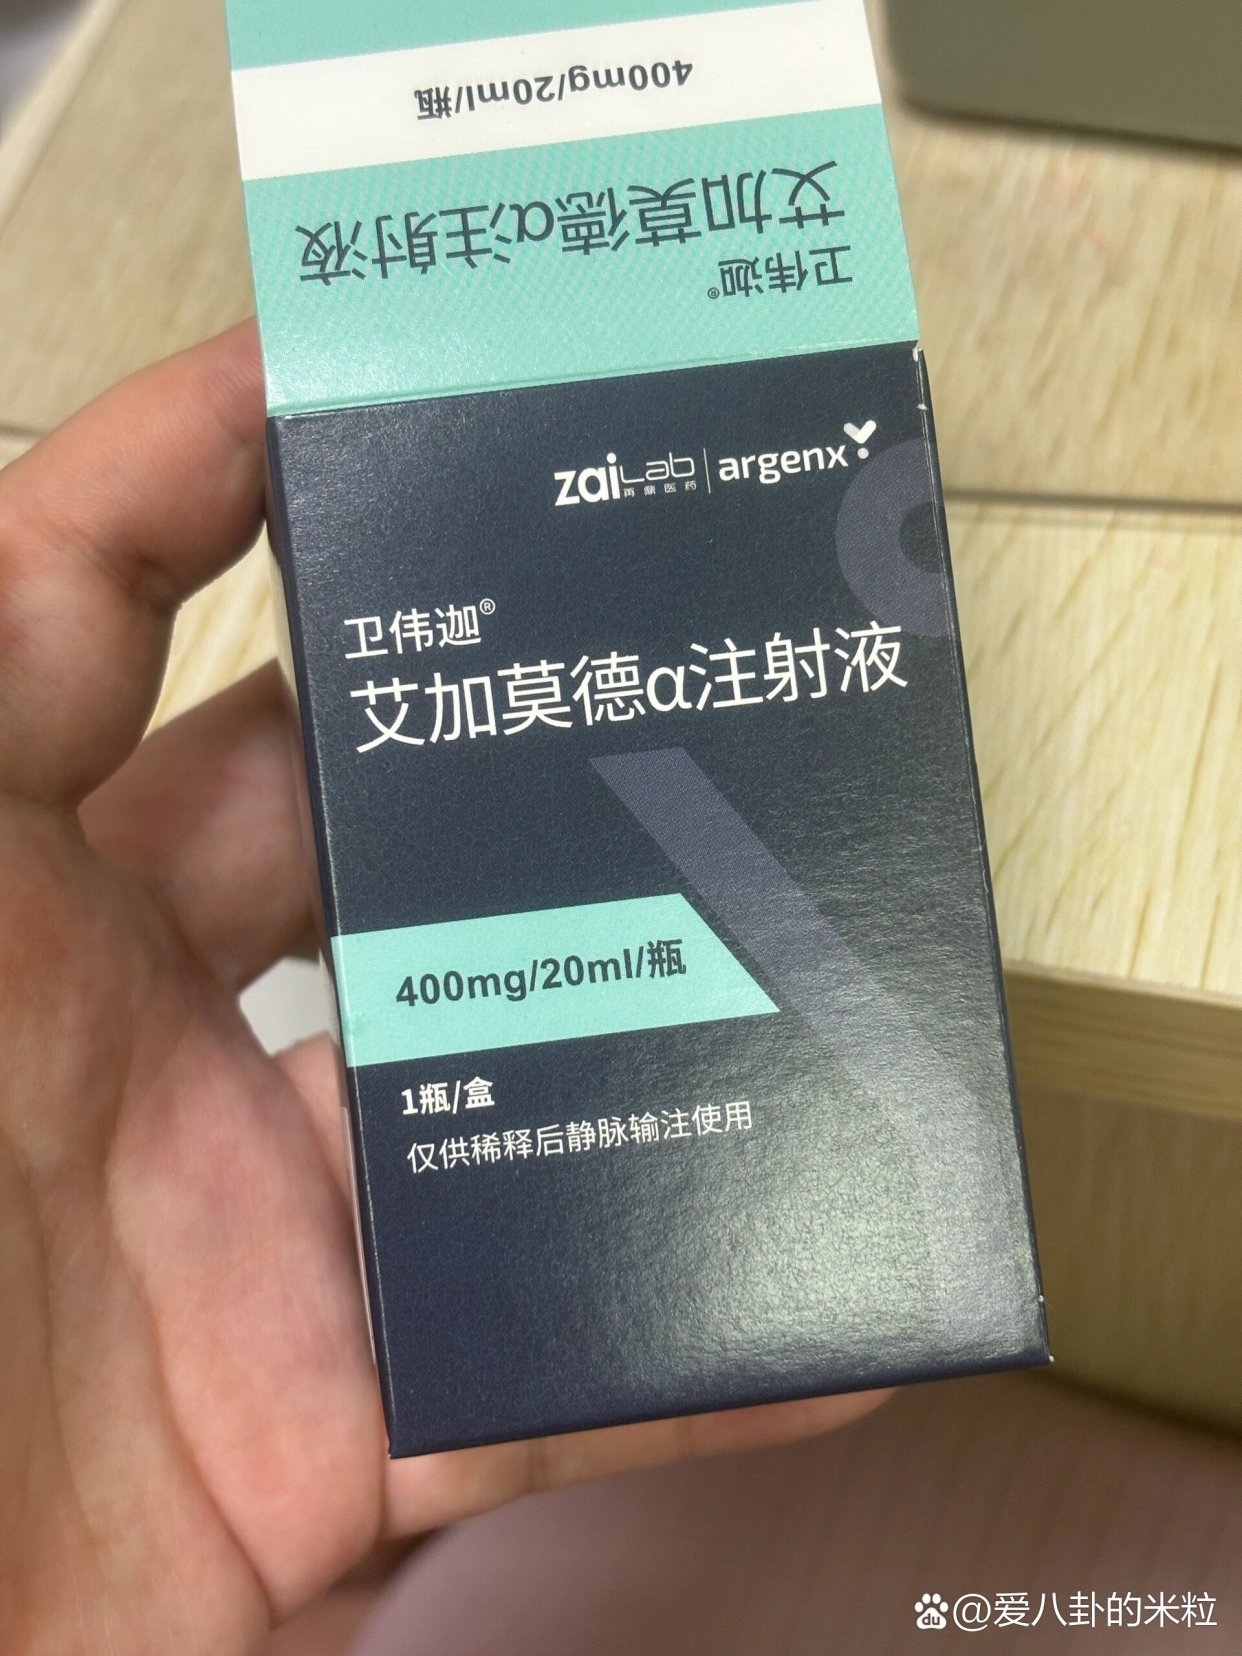 400mg/20ml/瓶
艾加莫德α注射液
卫伟迦®
zaiLab
再鼎医药
argenx
卫伟迦®
艾加莫德α注射液
400mg/20ml/瓶
1瓶/盒
仅供稀释后静脉输注使用
du @爱八卦的米粒